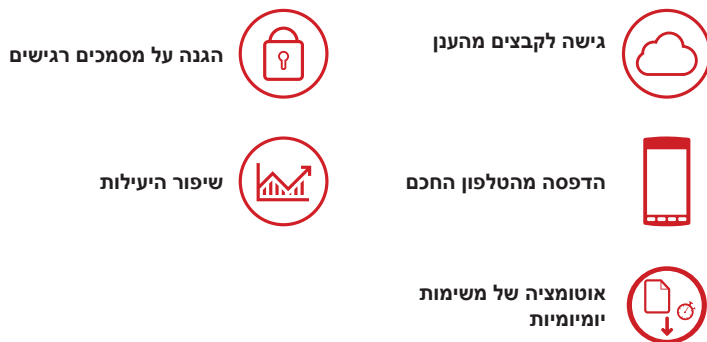 גישה לקבצים מהענן
הגנה על מסמכים רגישים
הדפסה מהטלפון החכם
שיפור היעילות
אוטומציה של משימות
יומיומיות